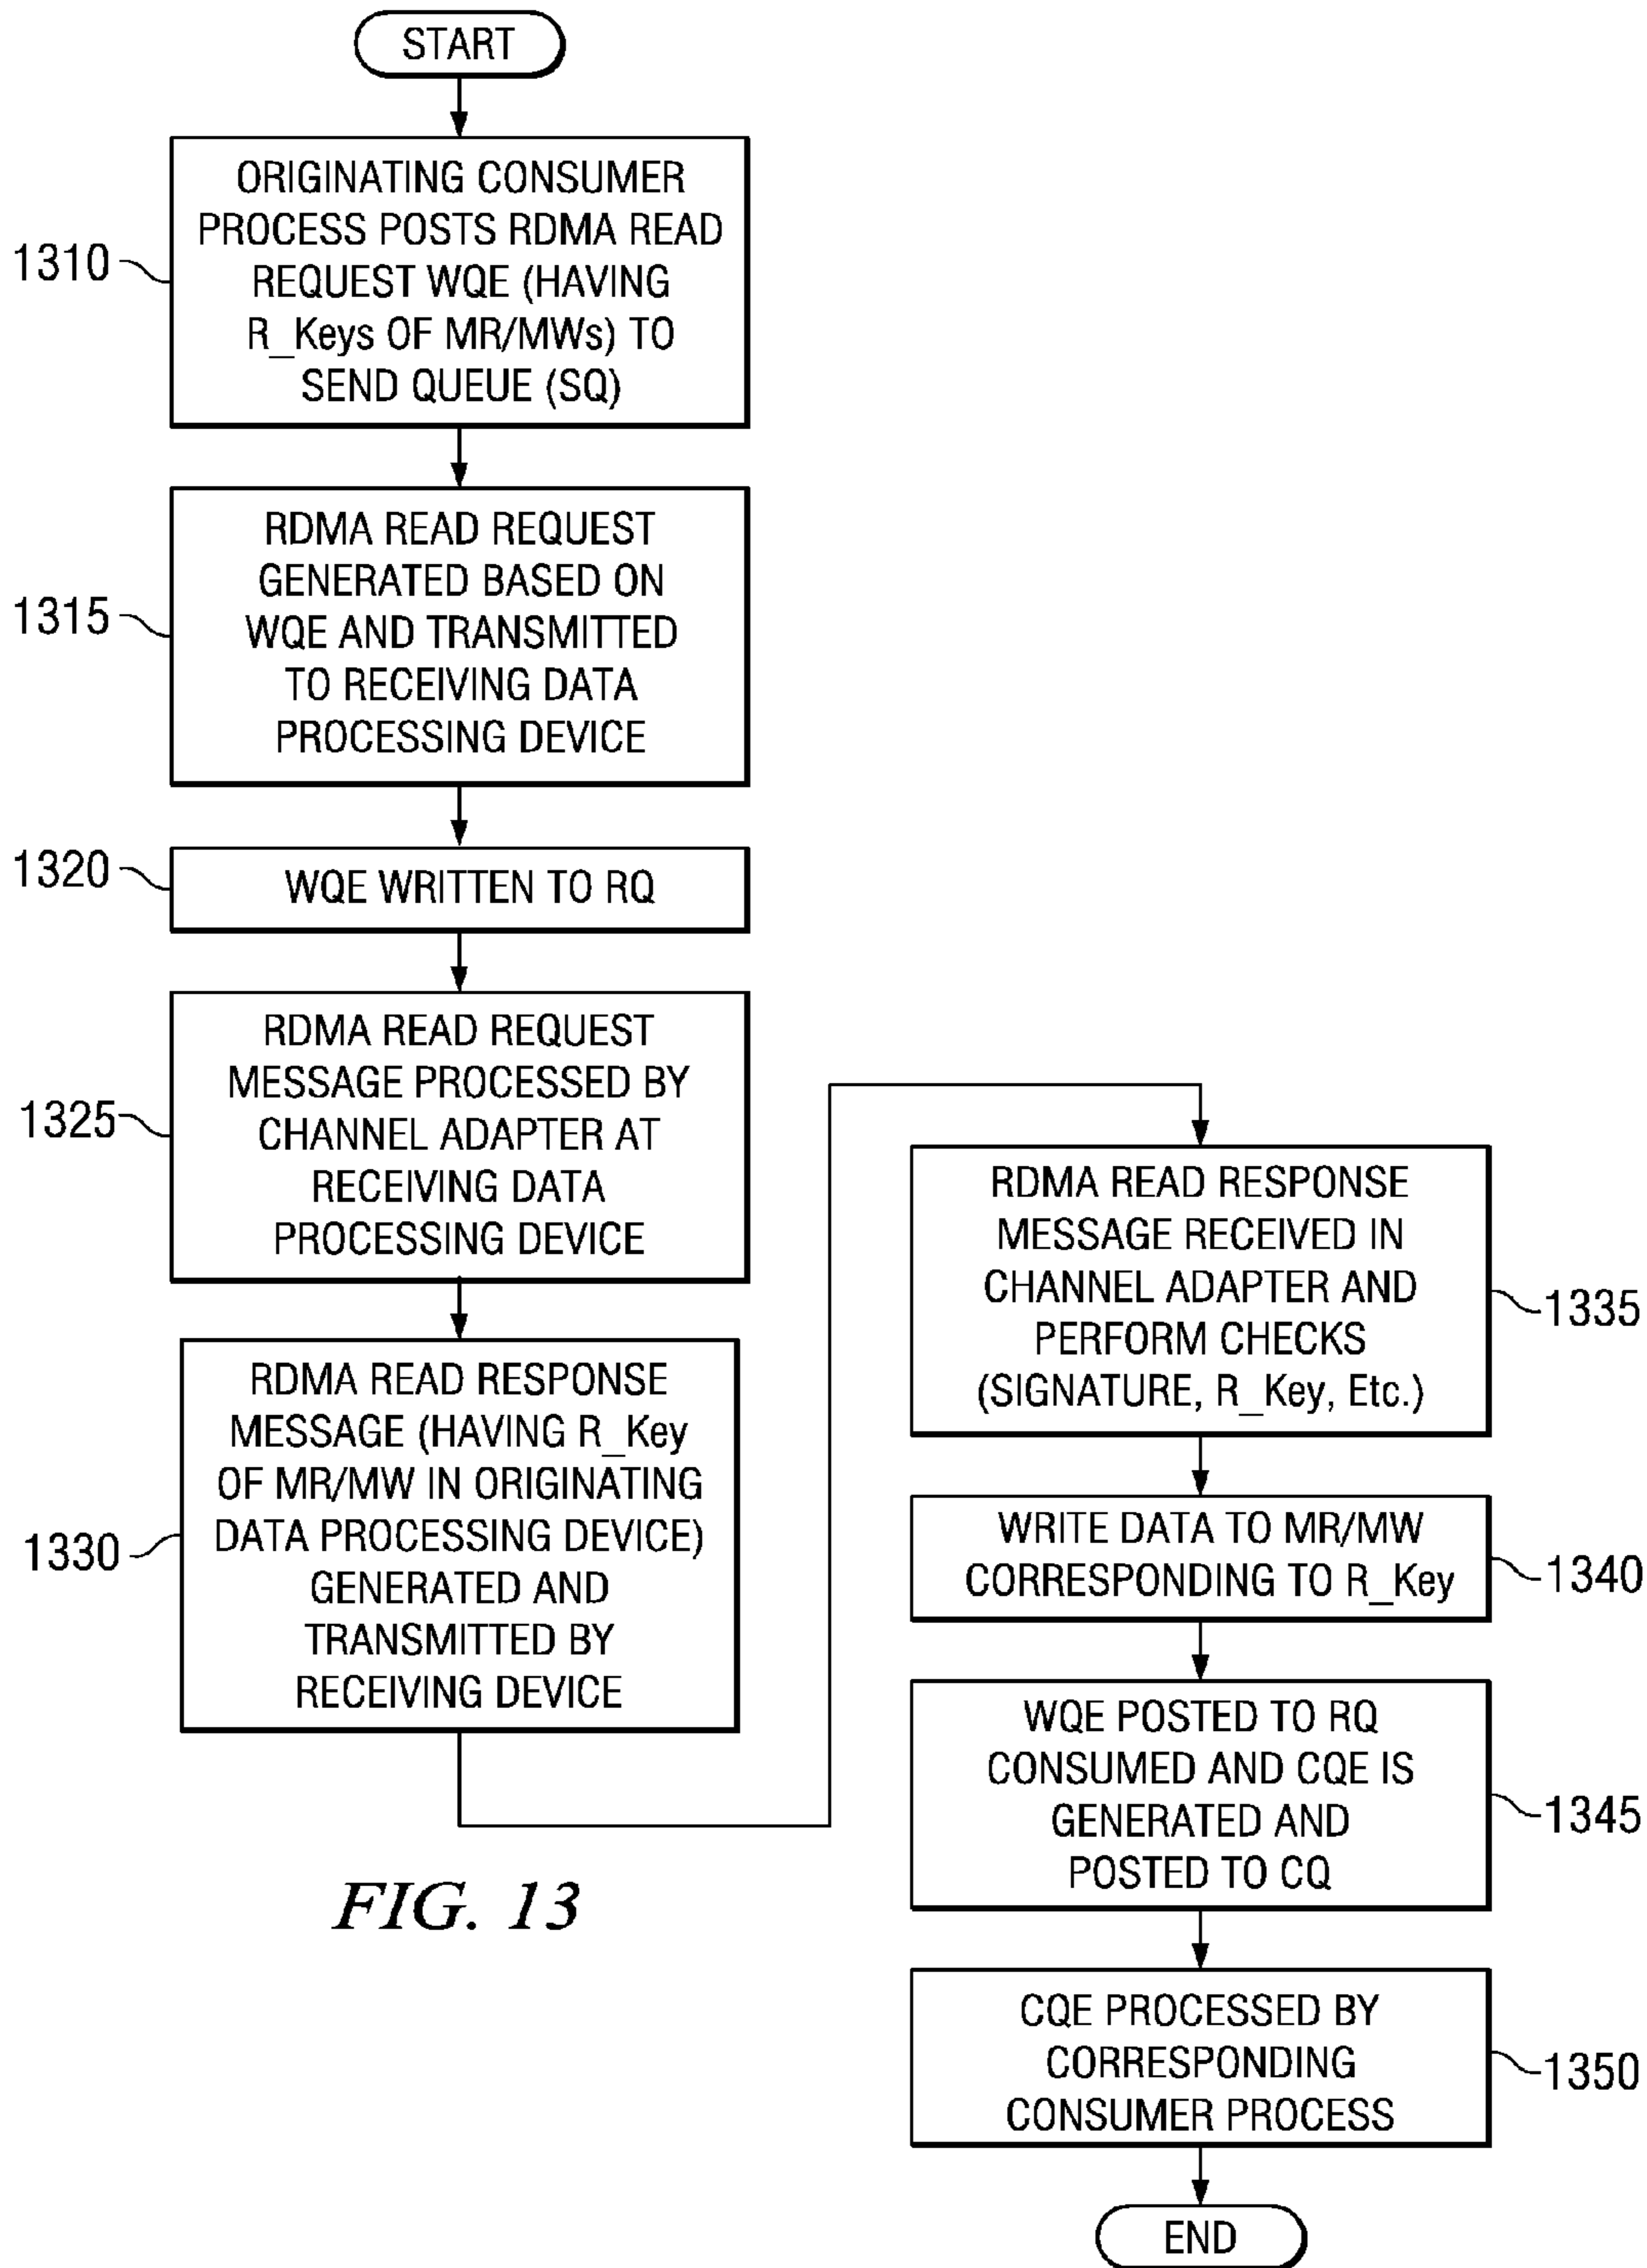 START
1310
ORIGINATING CONSUMER
PROCESS POSTS RDMA READ
REQUEST WQE (HAVING
R_Keys OF MR/MWs) TO
SEND QUEUE (SQ)
1315
RDMA READ REQUEST
GENERATED BASED ON
WQE AND TRANSMITTED
TO RECEIVING DATA
PROCESSING DEVICE
1320
WQE WRITTEN TO RQ
1325
RDMA READ REQUEST
MESSAGE PROCESSED BY
CHANNEL ADAPTER AT
RECEIVING DATA
PROCESSING DEVICE
1330
RDMA READ RESPONSE
MESSAGE (HAVING R_Key
OF MR/MW IN ORIGINATING
DATA PROCESSING DEVICE)
GENERATED AND
TRANSMITTED BY
RECEIVING DEVICE
RDMA READ RESPONSE
MESSAGE RECEIVED IN
CHANNEL ADAPTER AND
PERFORM CHECKS
(SIGNATURE, R_Key, Etc.)
1335
WRITE DATA TO MR/MW
CORRESPONDING TO R_Key
1340
WQE POSTED TO RQ
CONSUMED AND CQE IS
GENERATED AND
POSTED TO CQ
1345
CQE PROCESSED BY
CORRESPONDING
CONSUMER PROCESS
1350
END
FIG. 13